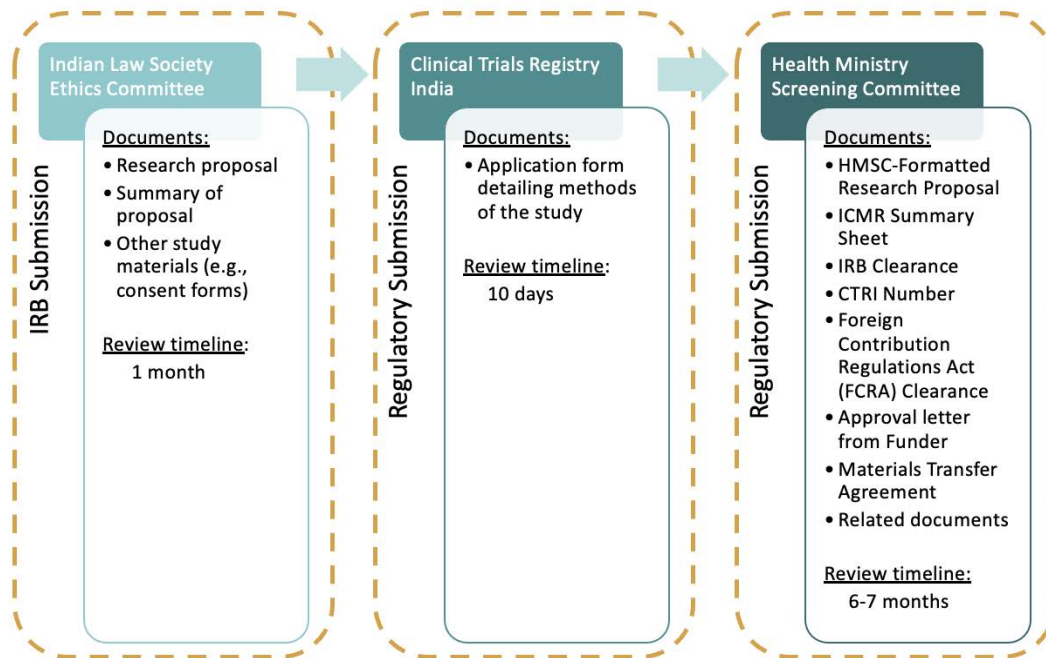 IRB Submission
Indian Law Society
Ethics Committee
Documents:
• Research proposal
• Summary of
proposal
• Other study
materials (e.g.,
consent forms)
Review timeline:
1 month
Regulatory Submission
Clinical Trials Registry
India
Documents:
• Application form
detailing methods
of the study
Review timeline:
10 days
Regulatory Submission
Health Ministry
Screening Committee
Documents:
• HMSC-Formatted
Research Proposal
• ICMR Summary
Sheet
• IRB Clearance
• CTRI Number
• Foreign
Contribution
Regulations Act
(FCRA) Clearance
• Approval letter
from Funder
• Materials Transfer
Agreement
• Related documents
Review timeline:
6-7 months